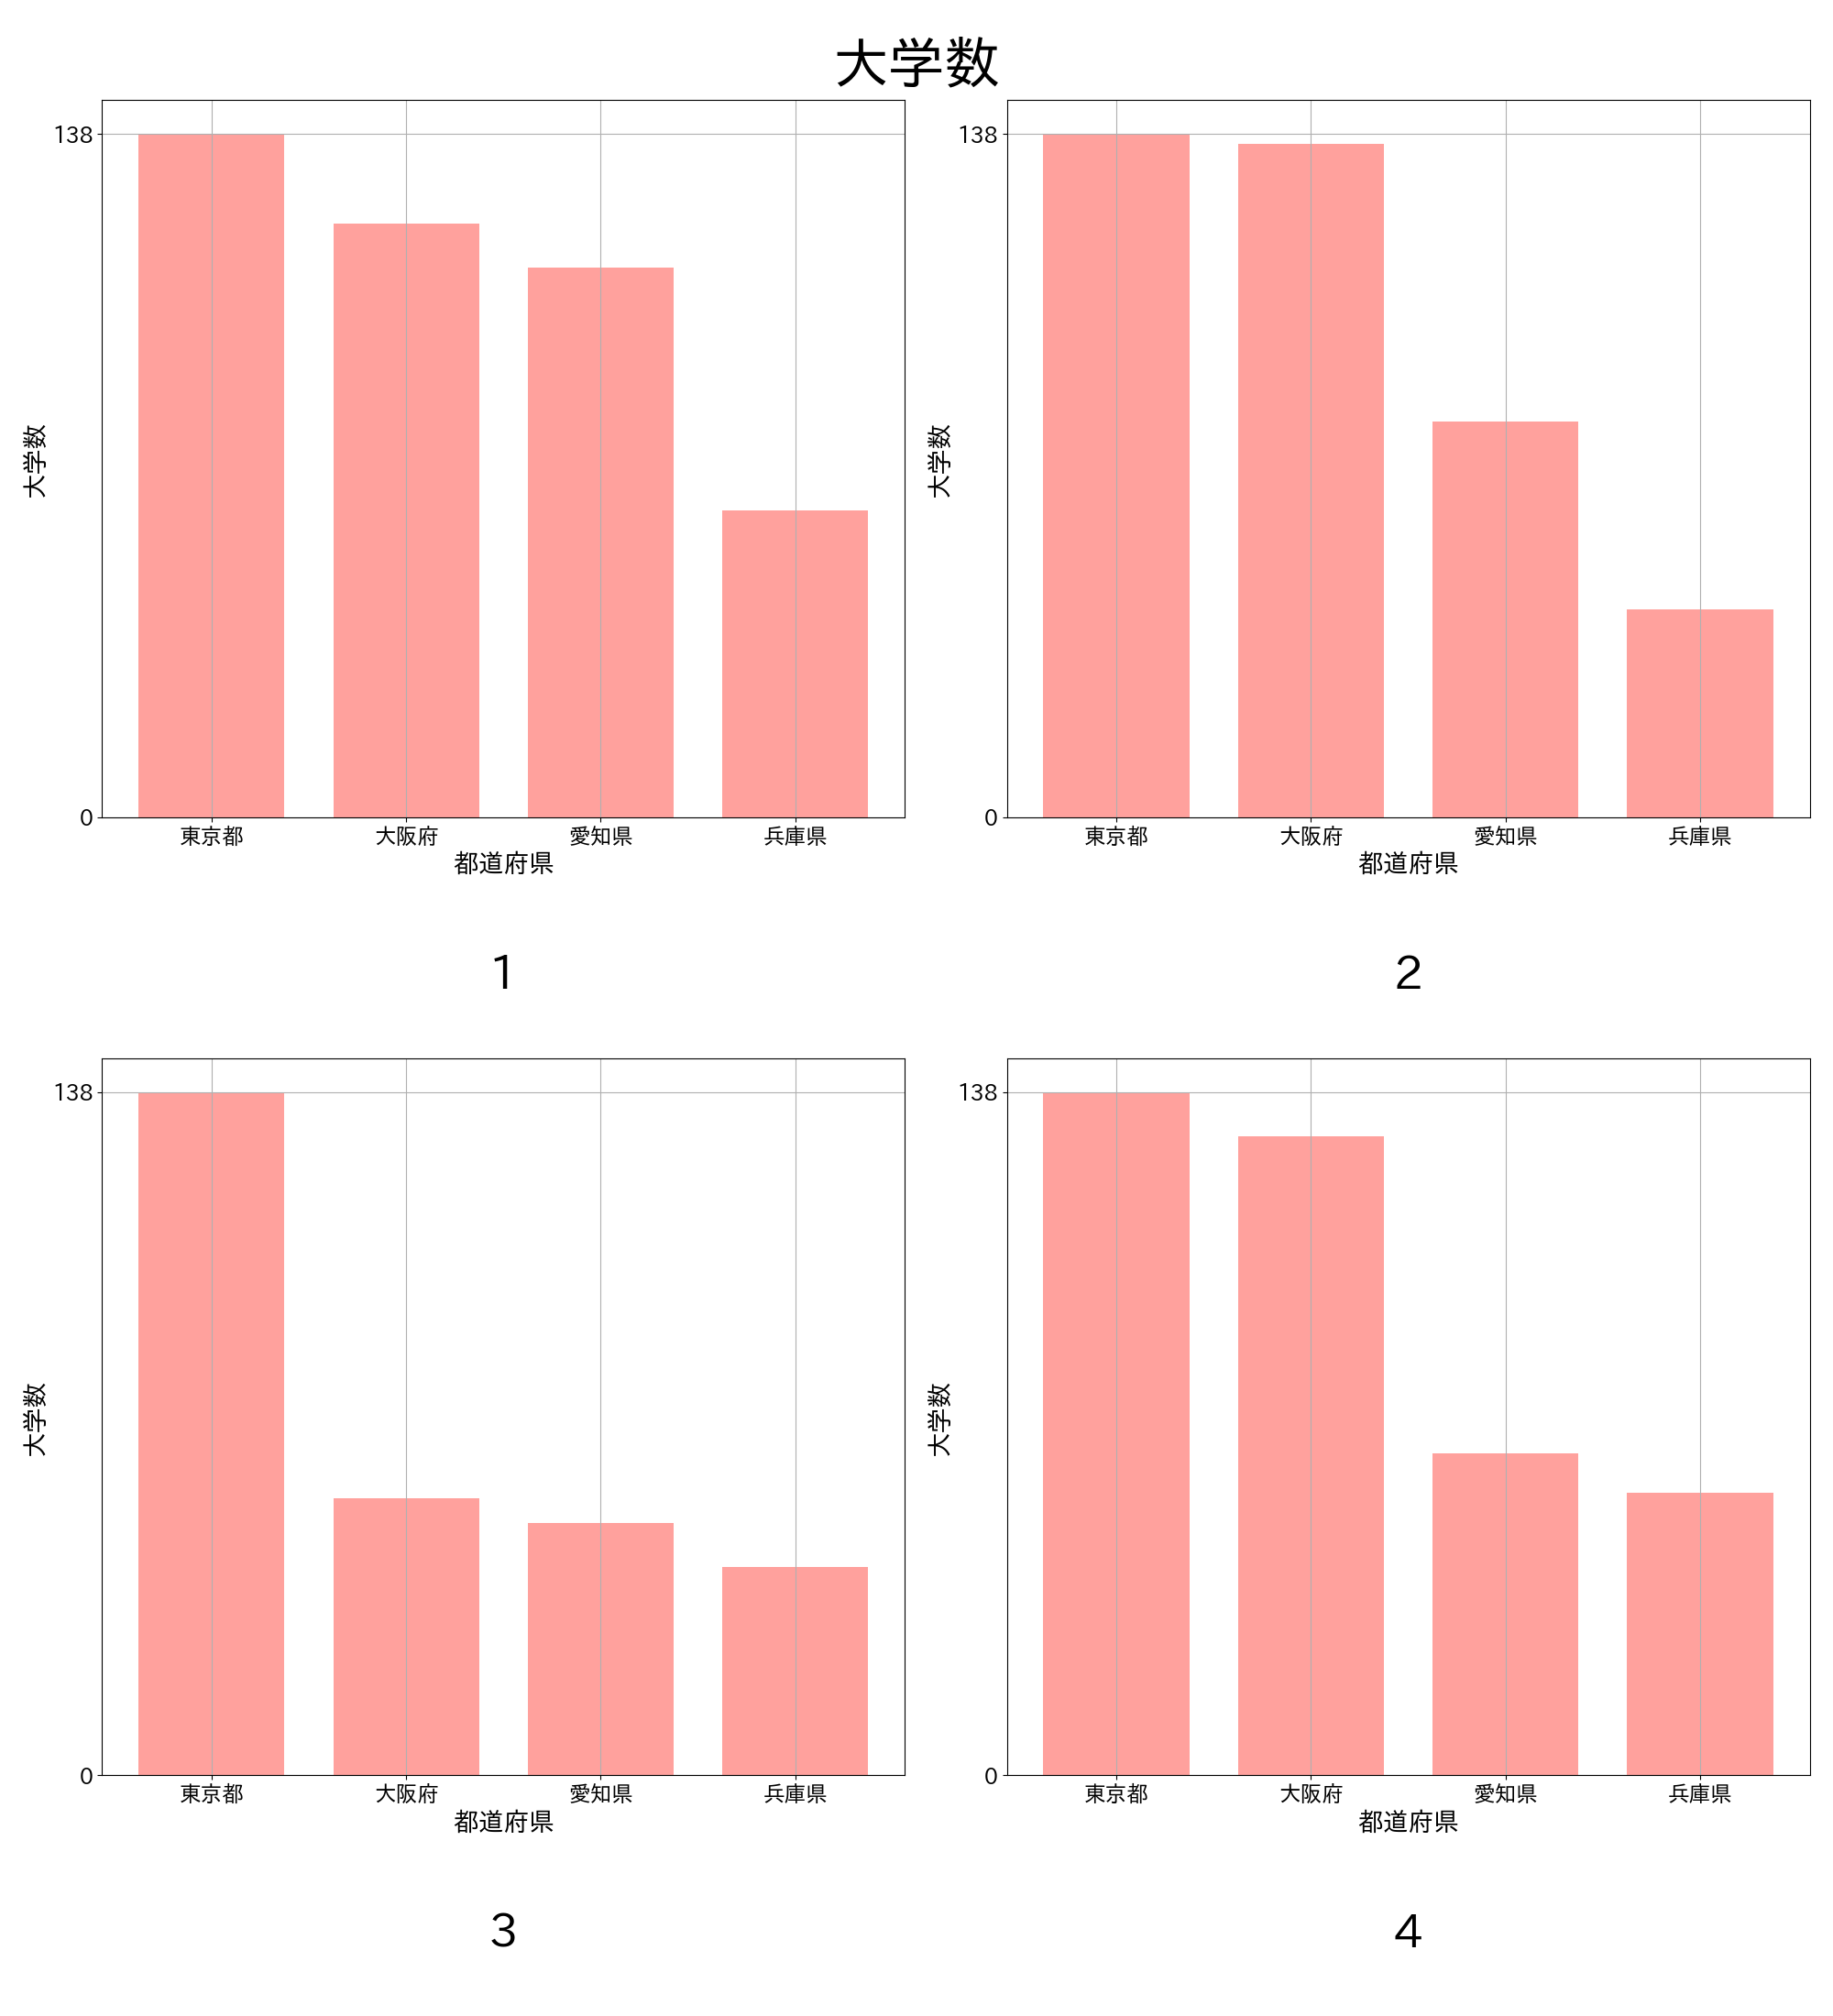 大学数
138
0
大学数
東京都 大阪府 愛知県 兵庫県
都道府県
1
138
0
大学数
東京都 大阪府 愛知県 兵庫県
都道府県
2
138
0
大学数
東京都 大阪府 愛知県 兵庫県
都道府県
3
138
0
大学数
東京都 大阪府 愛知県 兵庫県
都道府県
4